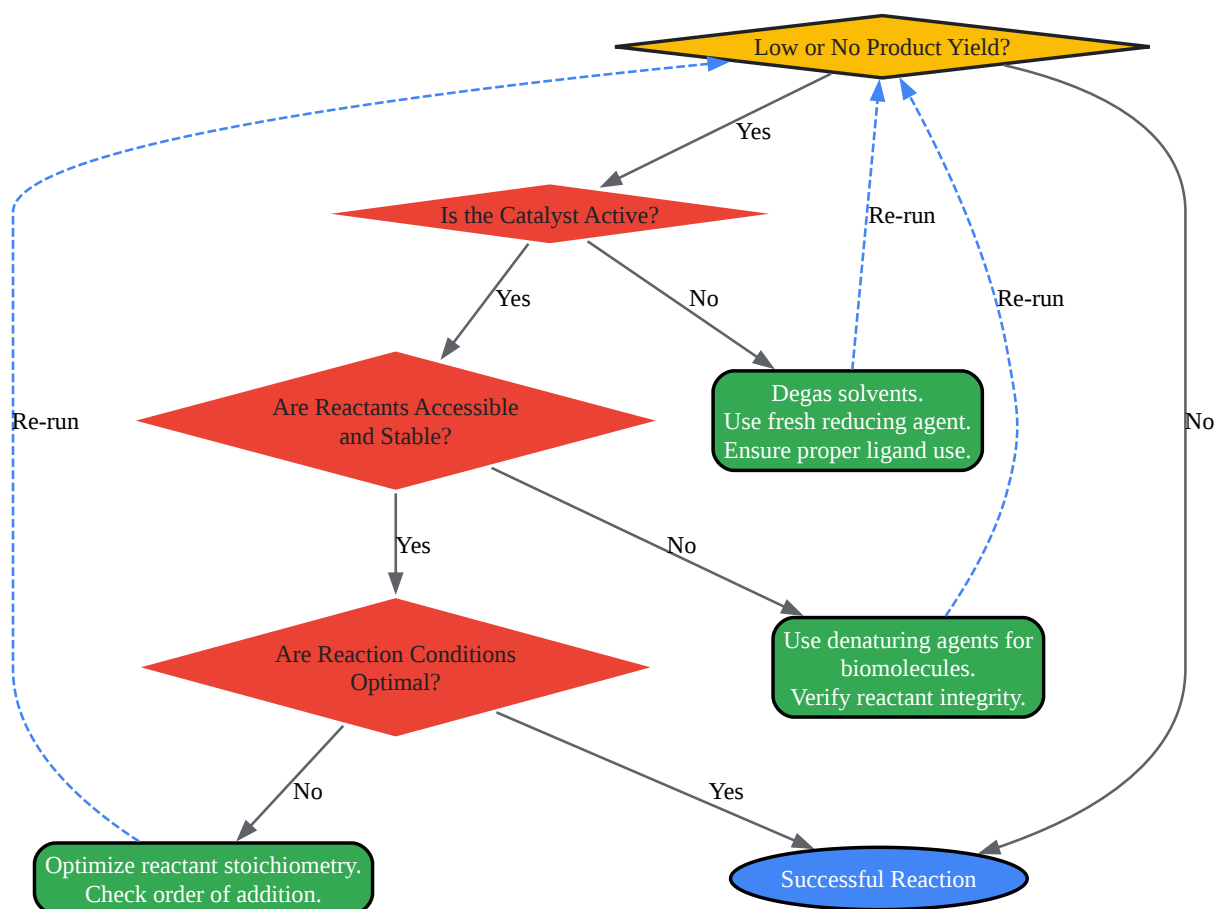 Low or No Product Yield?
Yes
Is the Catalyst Active?
Re-run
Yes
No
Re-run
Degas solvents.
Use fresh reducing agent.
Ensure proper ligand use.
Are Reactants Accessible
and Stable?
Re-run
No
Yes
No
Use denaturing agents for
biomolecules.
Verify reactant integrity.
Are Reaction Conditions
Optimal?
No
Yes
Optimize reactant stoichiometry.
Check order of addition.
Successful Reaction